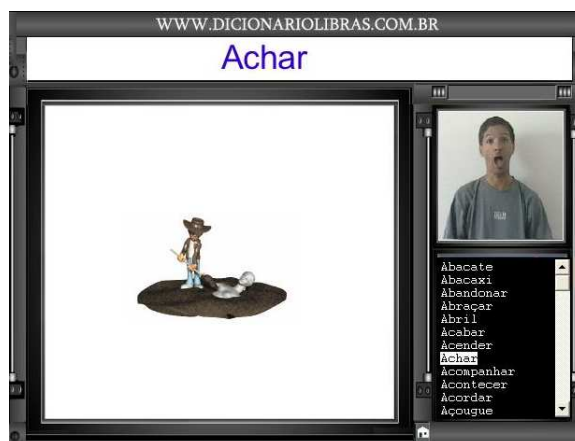 WWW.DICIONARIOLIBRAS.COM.BR
Achar
Abacate
Abacaxi
Abandonar
Abraçar
Abril
Acabar
Acender
Achar
Acompanhar
Acontecer
Acordar
Açougue